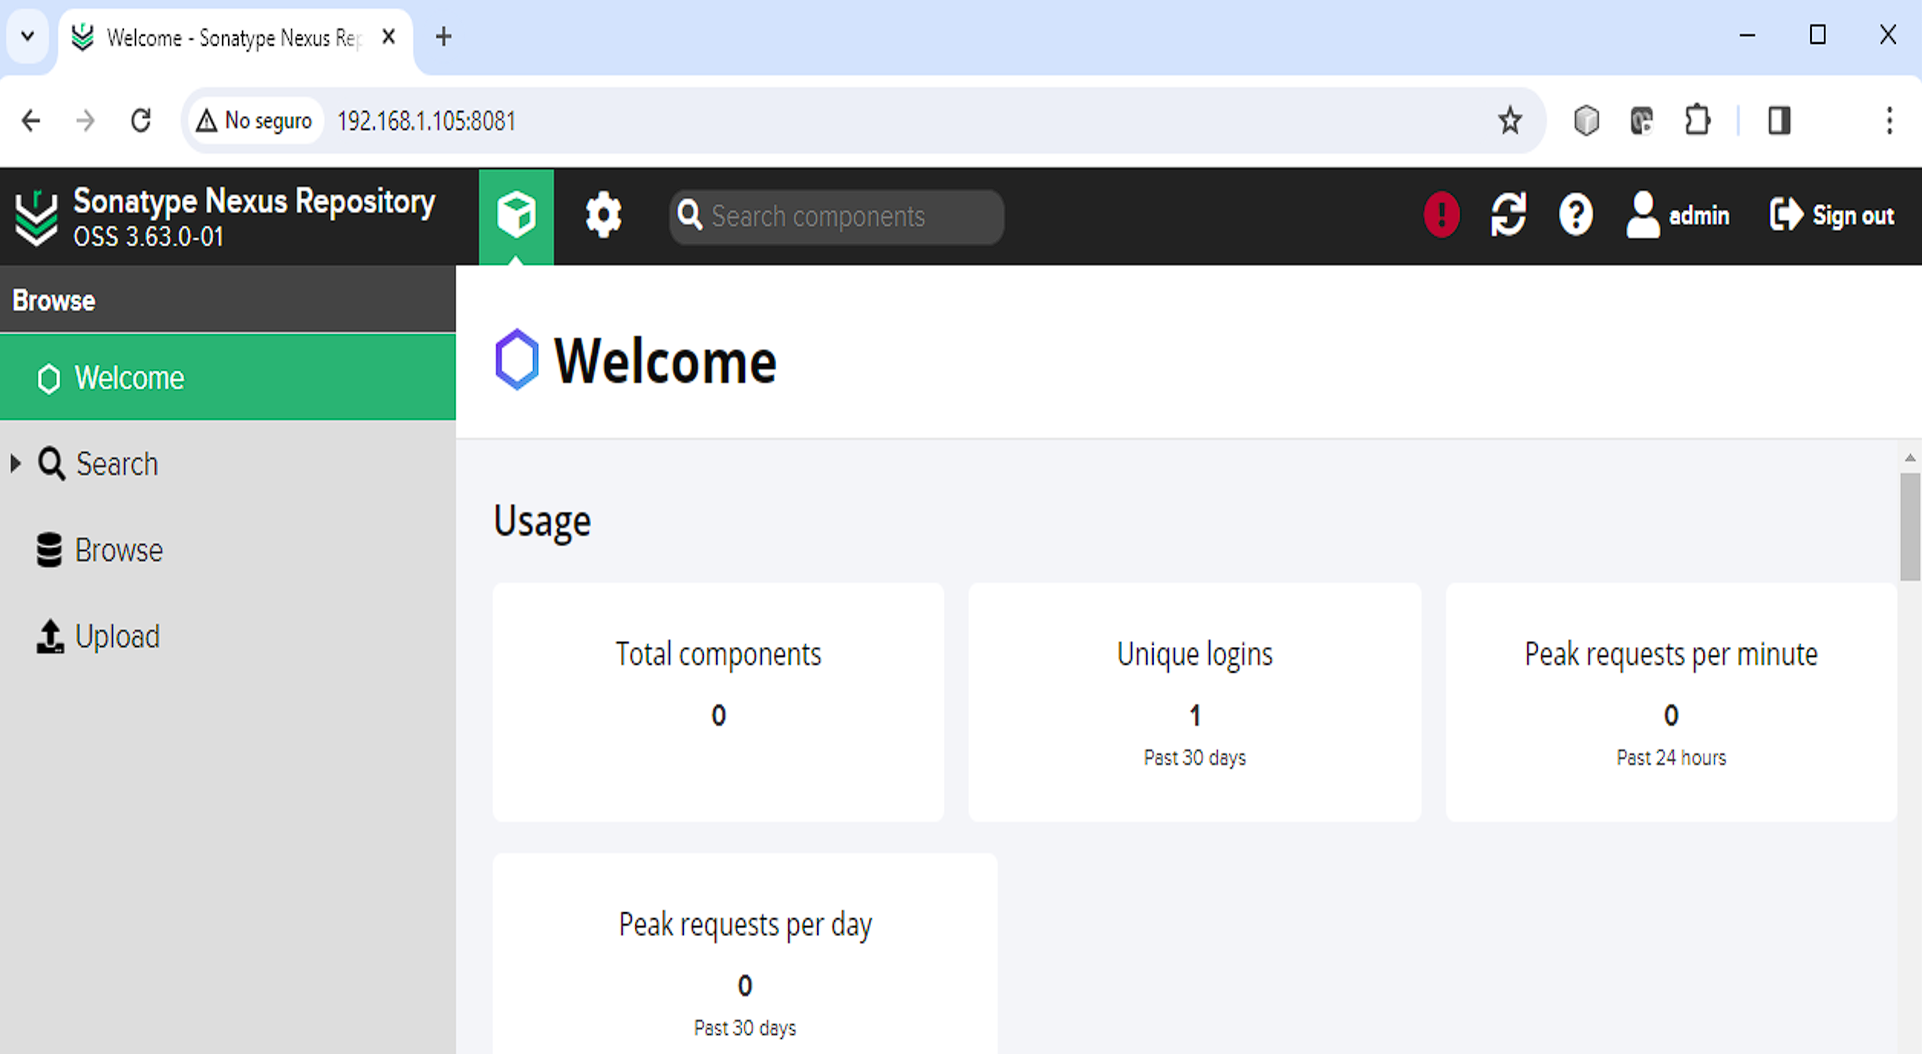 Welcome - Sonatype Nexus Rep
No seguro
192.168.1.105:8081
Sonatype Nexus Repository
OSS 3.63.0-01
Search components
admin
Sign out
Browse
Welcome
Search
Browse
Upload
Welcome
Usage
Total components
0
Unique logins
1
Past 30 days
Peak requests per minute
0
Past 24 hours
Peak requests per day
0
Past 30 days